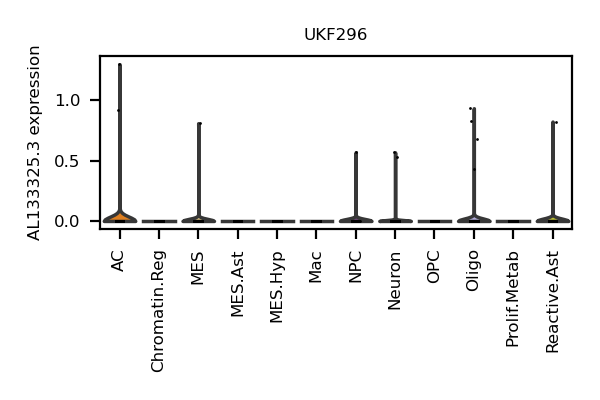 UKF296
AL133325.3 expression
1.0
0.5
0.0
AC
Chromatin.Reg
MES
MES.Ast
MES.Hyp
Mac
NPC
Neuron
OPC
Oligo
Prolif.Metab
Reactive.Ast